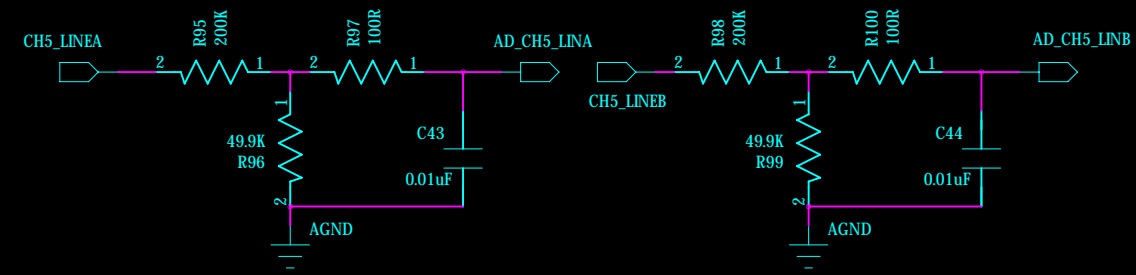 CH5_LINEA
R95
200K
2
1
R97
100R
2
1
AD_CH5_LINA
1
49.9K
R96
2
C43
0.01uF
AGND
CH5_LINEB
R98
200K
2
1
R100
100R
2
1
AD_CH5_LINB
1
49.9K
R99
2
C44
0.01uF
AGND